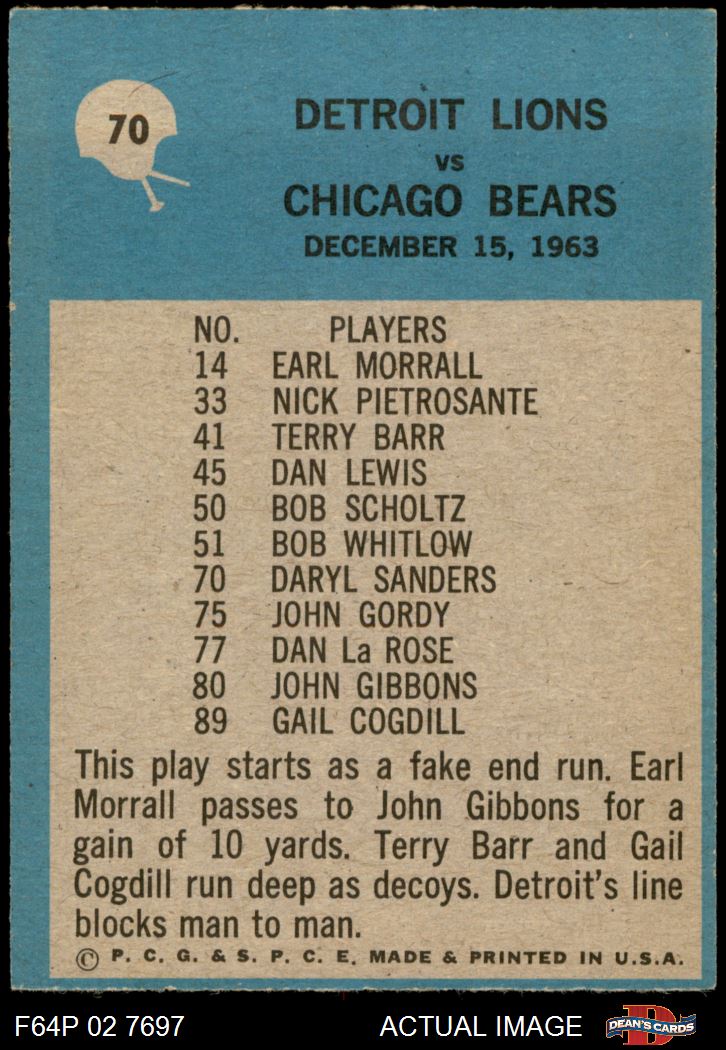 70
DETROIT LIONS
VS
CHICAGO BEARS
DECEMBER 15, 1963
NO. PLAYERS
14 EARL MORRALL
33 NICK PIETROSANTE
41 TERRY BARR
45 DAN LEWIS
50 BOB SCHOLTZ
51 BOB WHITLOW
70 DARYL SANDERS
75 JOHN GORDY
77 DAN La ROSE
80 JOHN GIBBONS
89 GAIL COGDILL
This play starts as a fake end run. Earl
Morrall passes to John Gibbons for a
gain of 10 yards. Terry Barr and Gail
Cogdill run deep as decoys. Detroit's line
blocks man to man.
© P. C. G. & S. P. C. E. MADE & PRINTED IN U.S.A.
F64P 02 7697 ACTUAL IMAGE D DEAN'S CARDS